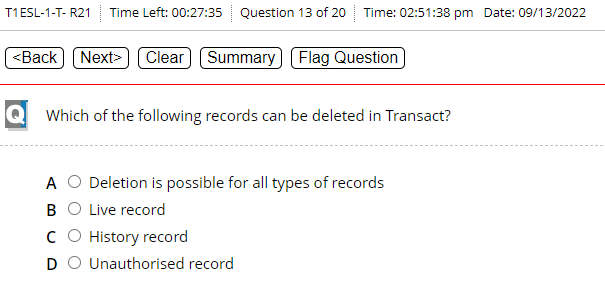 T1ESL-1-T- R21 Time Left: 00:27:35 Question 13 of 20 Time: 02:51:38 pm Date: 09/13/2022
<Back Next> Clear Summary Flag Question
Q Which of the following records can be deleted in Transact?
A Deletion is possible for all types of records
B Live record
C History record
D Unauthorised record